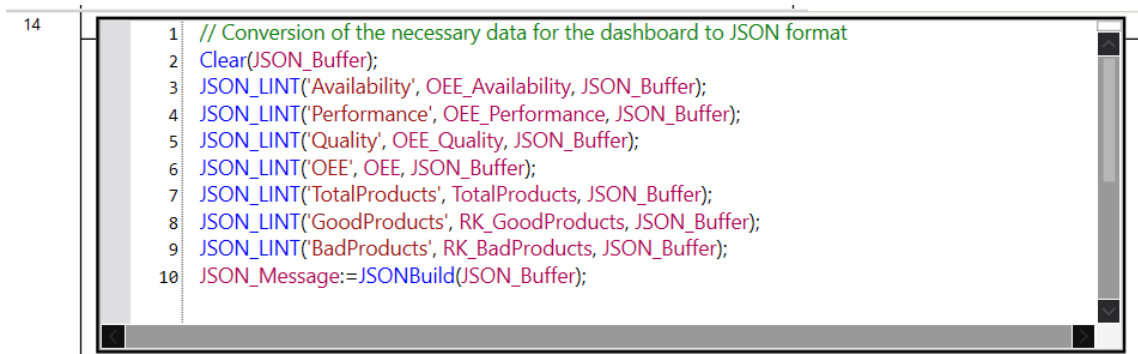 14
1 // Conversion of the necessary data for the dashboard to JSON format
2 Clear(JSON_Buffer);
3 JSON_LINT('Availability', OEE_Availability, JSON_Buffer);
4 JSON_LINT('Performance', OEE_Performance, JSON_Buffer);
5 JSON_LINT('Quality', OEE_Quality, JSON_Buffer);
6 JSON_LINT('OEE', OEE, JSON_Buffer);
7 JSON_LINT('TotalProducts', TotalProducts, JSON_Buffer);
8 JSON_LINT('GoodProducts', RK_GoodProducts, JSON_Buffer);
9 JSON_LINT('BadProducts', RK_BadProducts, JSON_Buffer);
10 JSON_Message:=JSONBuild(JSON_Buffer);